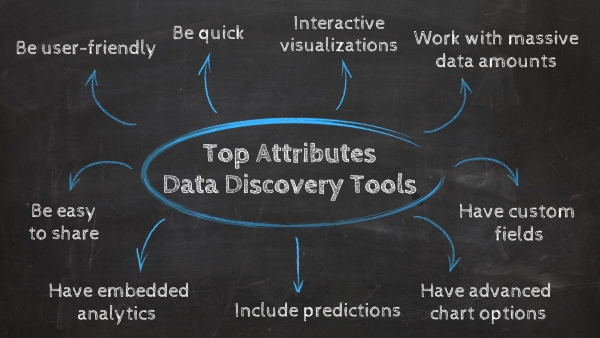 Be user-friendly
Be quick
Interactive
visualizations
Work with massive
data amounts
Top Attributes
Data Discovery Tools
Be easy
to share
Have custom
fields
Have embedded
analytics
Include predictions
Have advanced
chart options